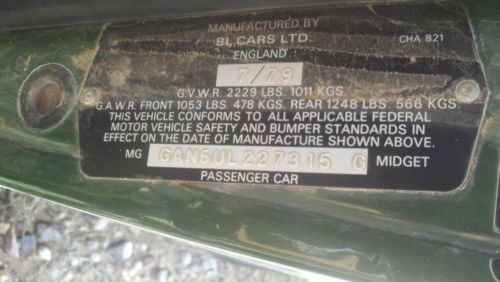 MANUFACTURED BY
BL CARS LTD. CHA 821
ENGLAND
7/79
G.V.W.R. 2229 LBS. 1011 KGS
G.A.W.R. FRONT 1053 LBS. 478 KGS. REAR 1248 LBS. 566 KGS.
THIS VEHICLE CONFORMS TO ALL APPLICABLE FEDERAL
MOTOR VEHICLE SAFETY AND BUMPER STANDARDS IN
EFFECT ON THE DATE OF MANUFACTURE SHOWN ABOVE.
MG GAN6UL227315 G MIDGET
PASSENGER CAR